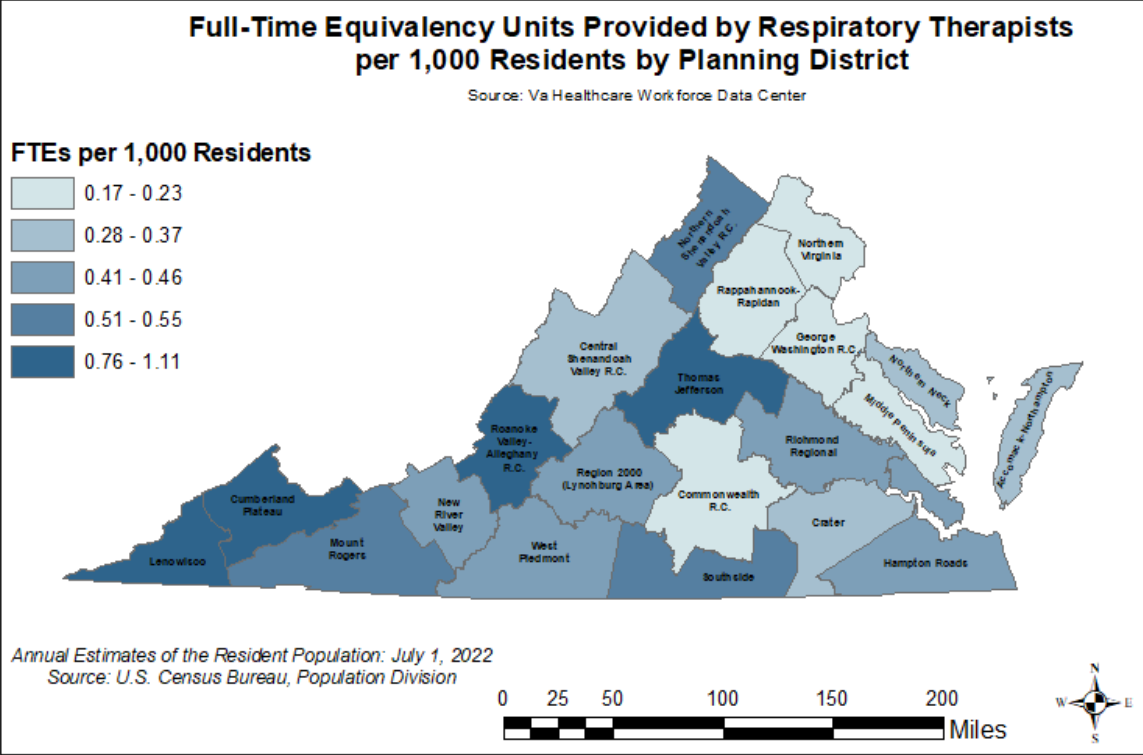 Full-Time Equivalency Units Provided by Respiratory Therapists
per 1,000 Residents by Planning District
Source: Va Healthcare Workforce Data Center
FTEs per 1,000 Residents
0.17 - 0.23
0.28 - 0.37
0.41 - 0.46
0.51 - 0.55
0.76 - 1.11
Northern
Shenandoah
Valley R.C.
Northern
Virginia
Rappahannock-
Rapidan
George
Washington R.C.
Central
Shenandoah
Valley R.C.
Northern Neck
Thomas
Jefferson
Middle Peninsula
Accomack-Northampton
Roanoke
Valley-
Alleghany
R.C.
Richmond
Regional
Region 2000
(Lynchburg Area)
Cumberland
Plateau
New
River
Valley
Commonwealth
R.C.
Crater
Mount
Rogers
West
Piedmont
Lenowisco
Southside
Hampton Roads
Annual Estimates of the Resident Population: July 1, 2022
Source: U.S. Census Bureau, Population Division
0 25 50 100 150 200
Miles
N
W E
S